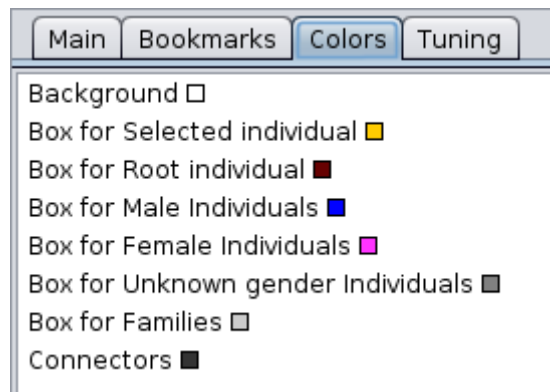 Main Bookmarks Colors Tuning
Background
Box for Selected individual
Box for Root individual
Box for Male Individuals
Box for Female Individuals
Box for Unknown gender Individuals
Box for Families
Connectors